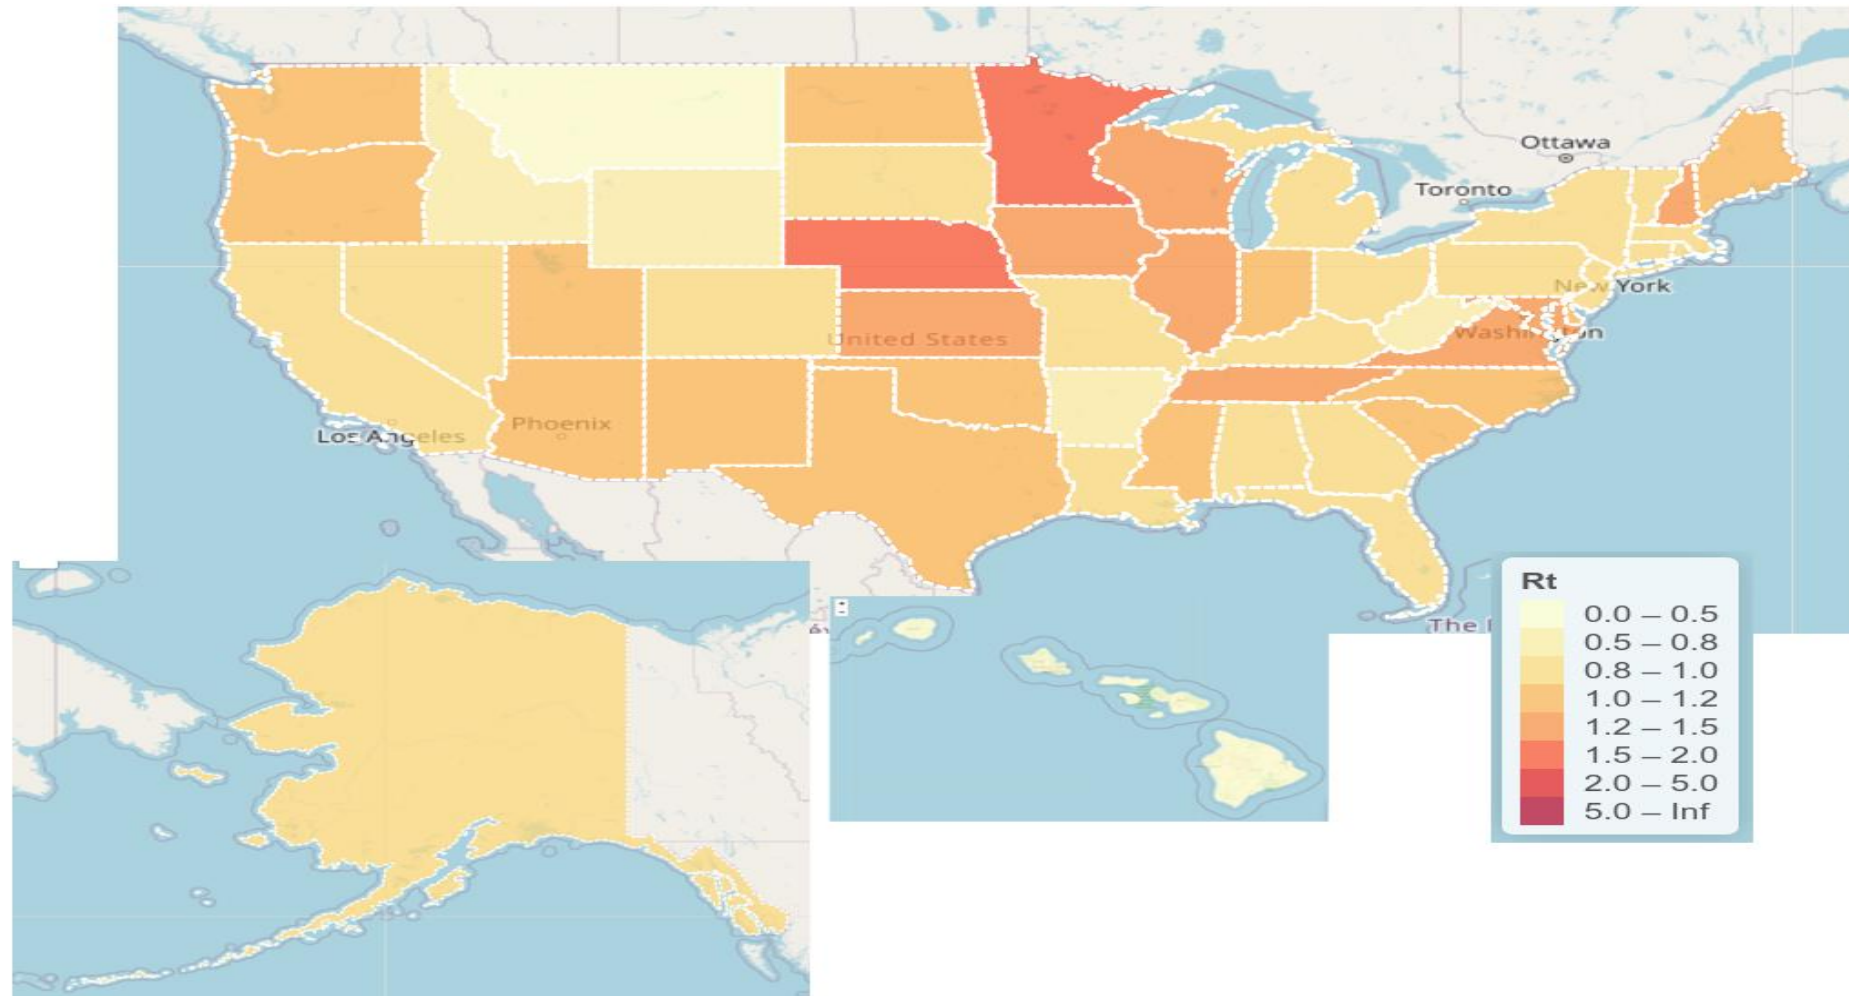 Ottawa
Toronto
New York
United States
Washington
Phoenix
Los Angeles
Rt
0.0 – 0.5
0.5 – 0.8
0.8 – 1.0
1.0 – 1.2
1.2 – 1.5
1.5 – 2.0
2.0 – 5.0
5.0 – Inf
+
−
The